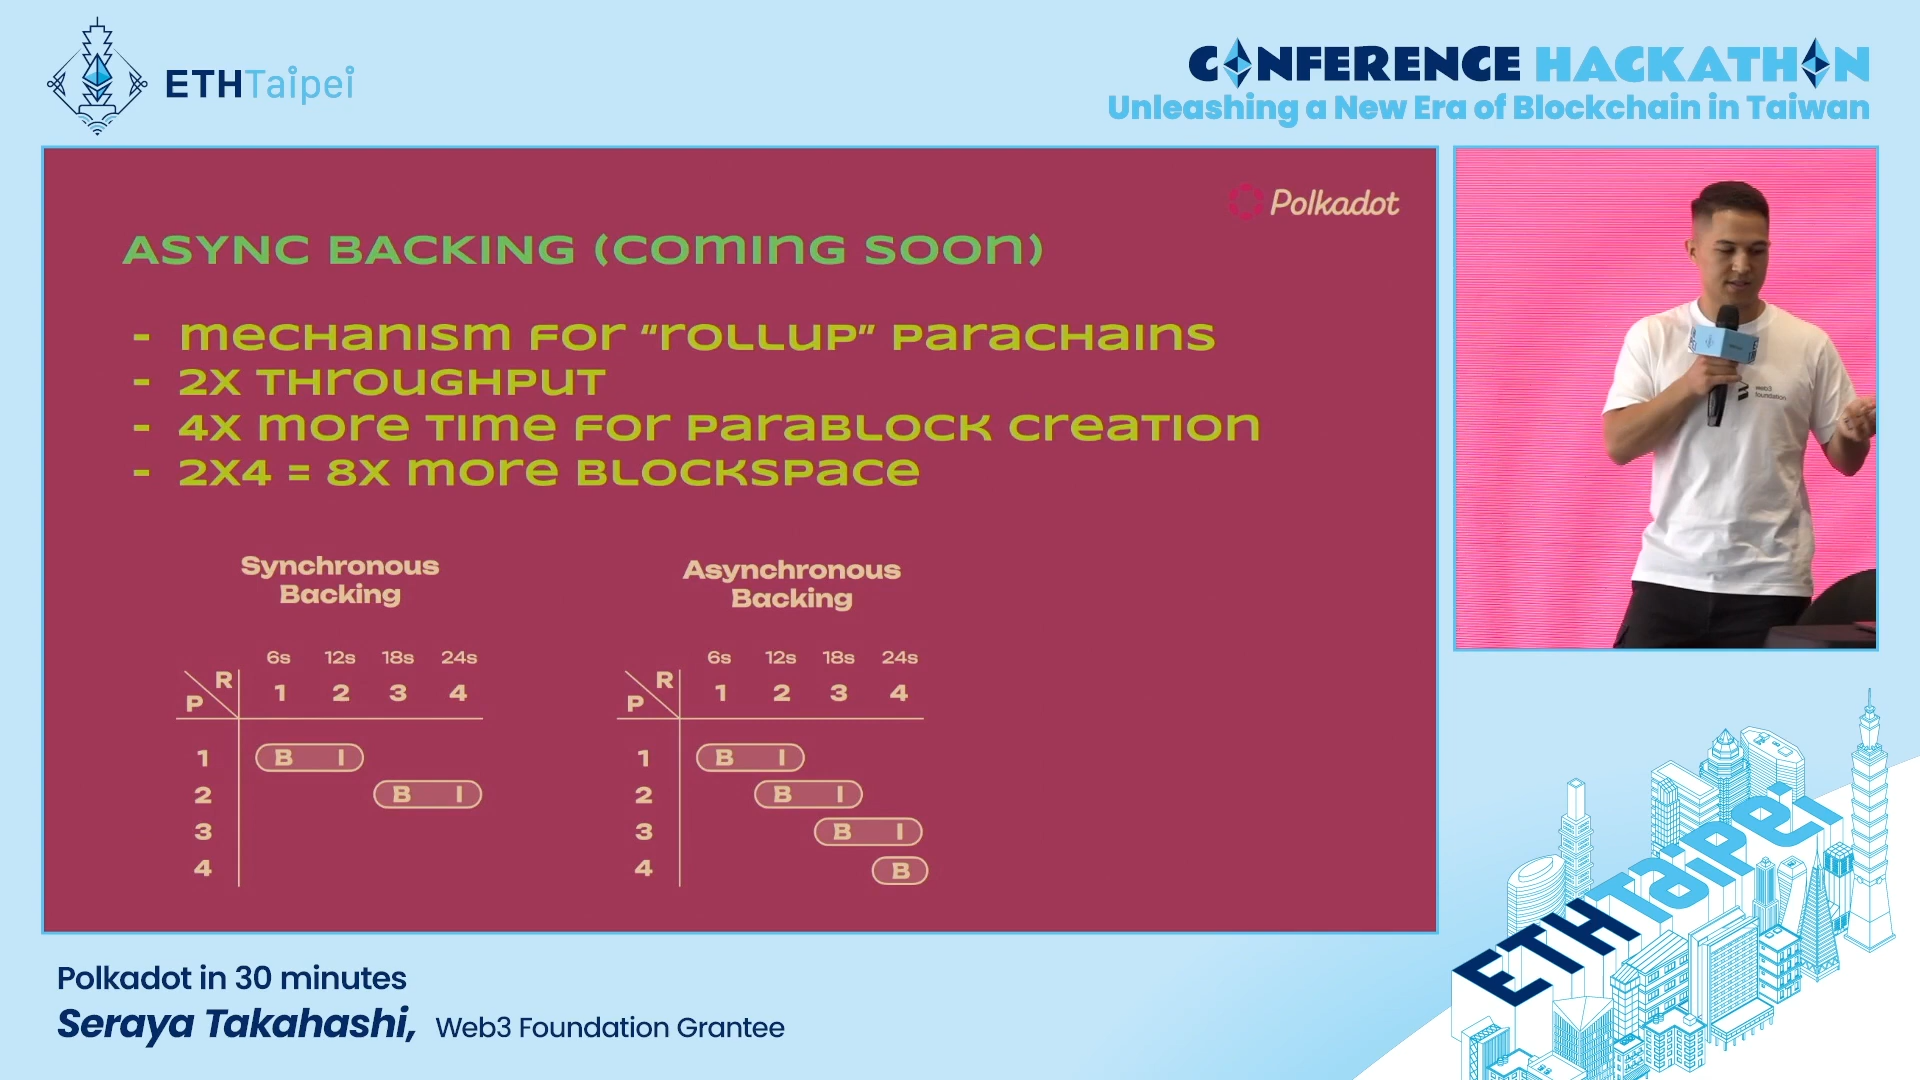 ETHTaipei
CONFERENCE HACKATHON
Unleashing a New Era of Blockchain in Taiwan
Polkadot
ASYNC BACKING (COMING SOON)
- MECHANISM FOR “ROLLUP” PARACHAINS
- 2X THROUGHPUT
- 4X MORE TIME FOR PARABLOCK CREATION
- 2X4 = 8X MORE BLOCKSPACE
Synchronous
Backing
6s 12s 18s 24s
R
P
1 2 3 4
1 B I
2 B I
3
4
Asynchronous
Backing
6s 12s 18s 24s
R
P
1 2 3 4
1 B I
2 B I
3 B I
4 B
web3
foundation
Polkadot in 30 minutes
Seraya Takahashi, Web3 Foundation Grantee
ETHTaipei